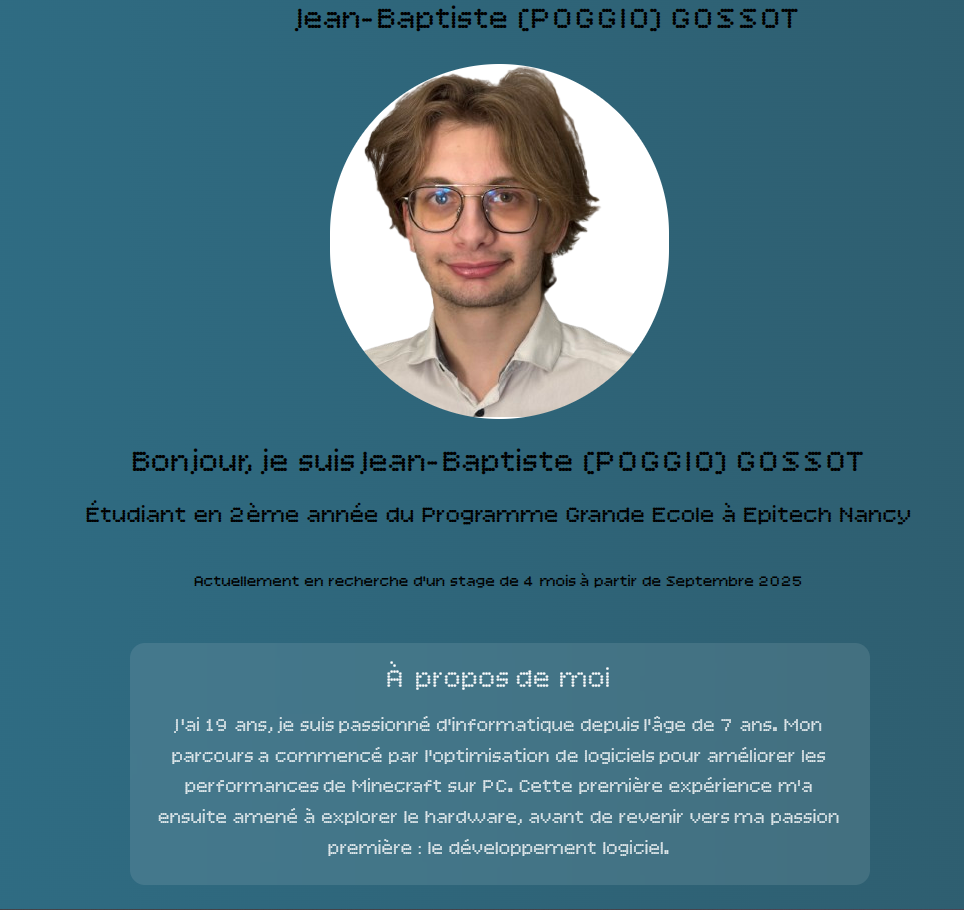 Jean-Baptiste (POGGIO) GOSSOT
Bonjour, je suis Jean-Baptiste (POGGIO) GOSSOT
Étudiant en 2ème année du Programme Grande Ecole à Epitech Nancy
Actuellement en recherche d'un stage de 4 mois à partir de Septembre 2025
À propos de moi
J'ai 19 ans, je suis passionné d'informatique depuis l'âge de 7 ans. Mon
parcours a commencé par l'optimisation de logiciels pour améliorer les
performances de Minecraft sur PC. Cette première expérience m'a
ensuite amené à explorer le hardware, avant de revenir vers ma passion
première : le développement logiciel.